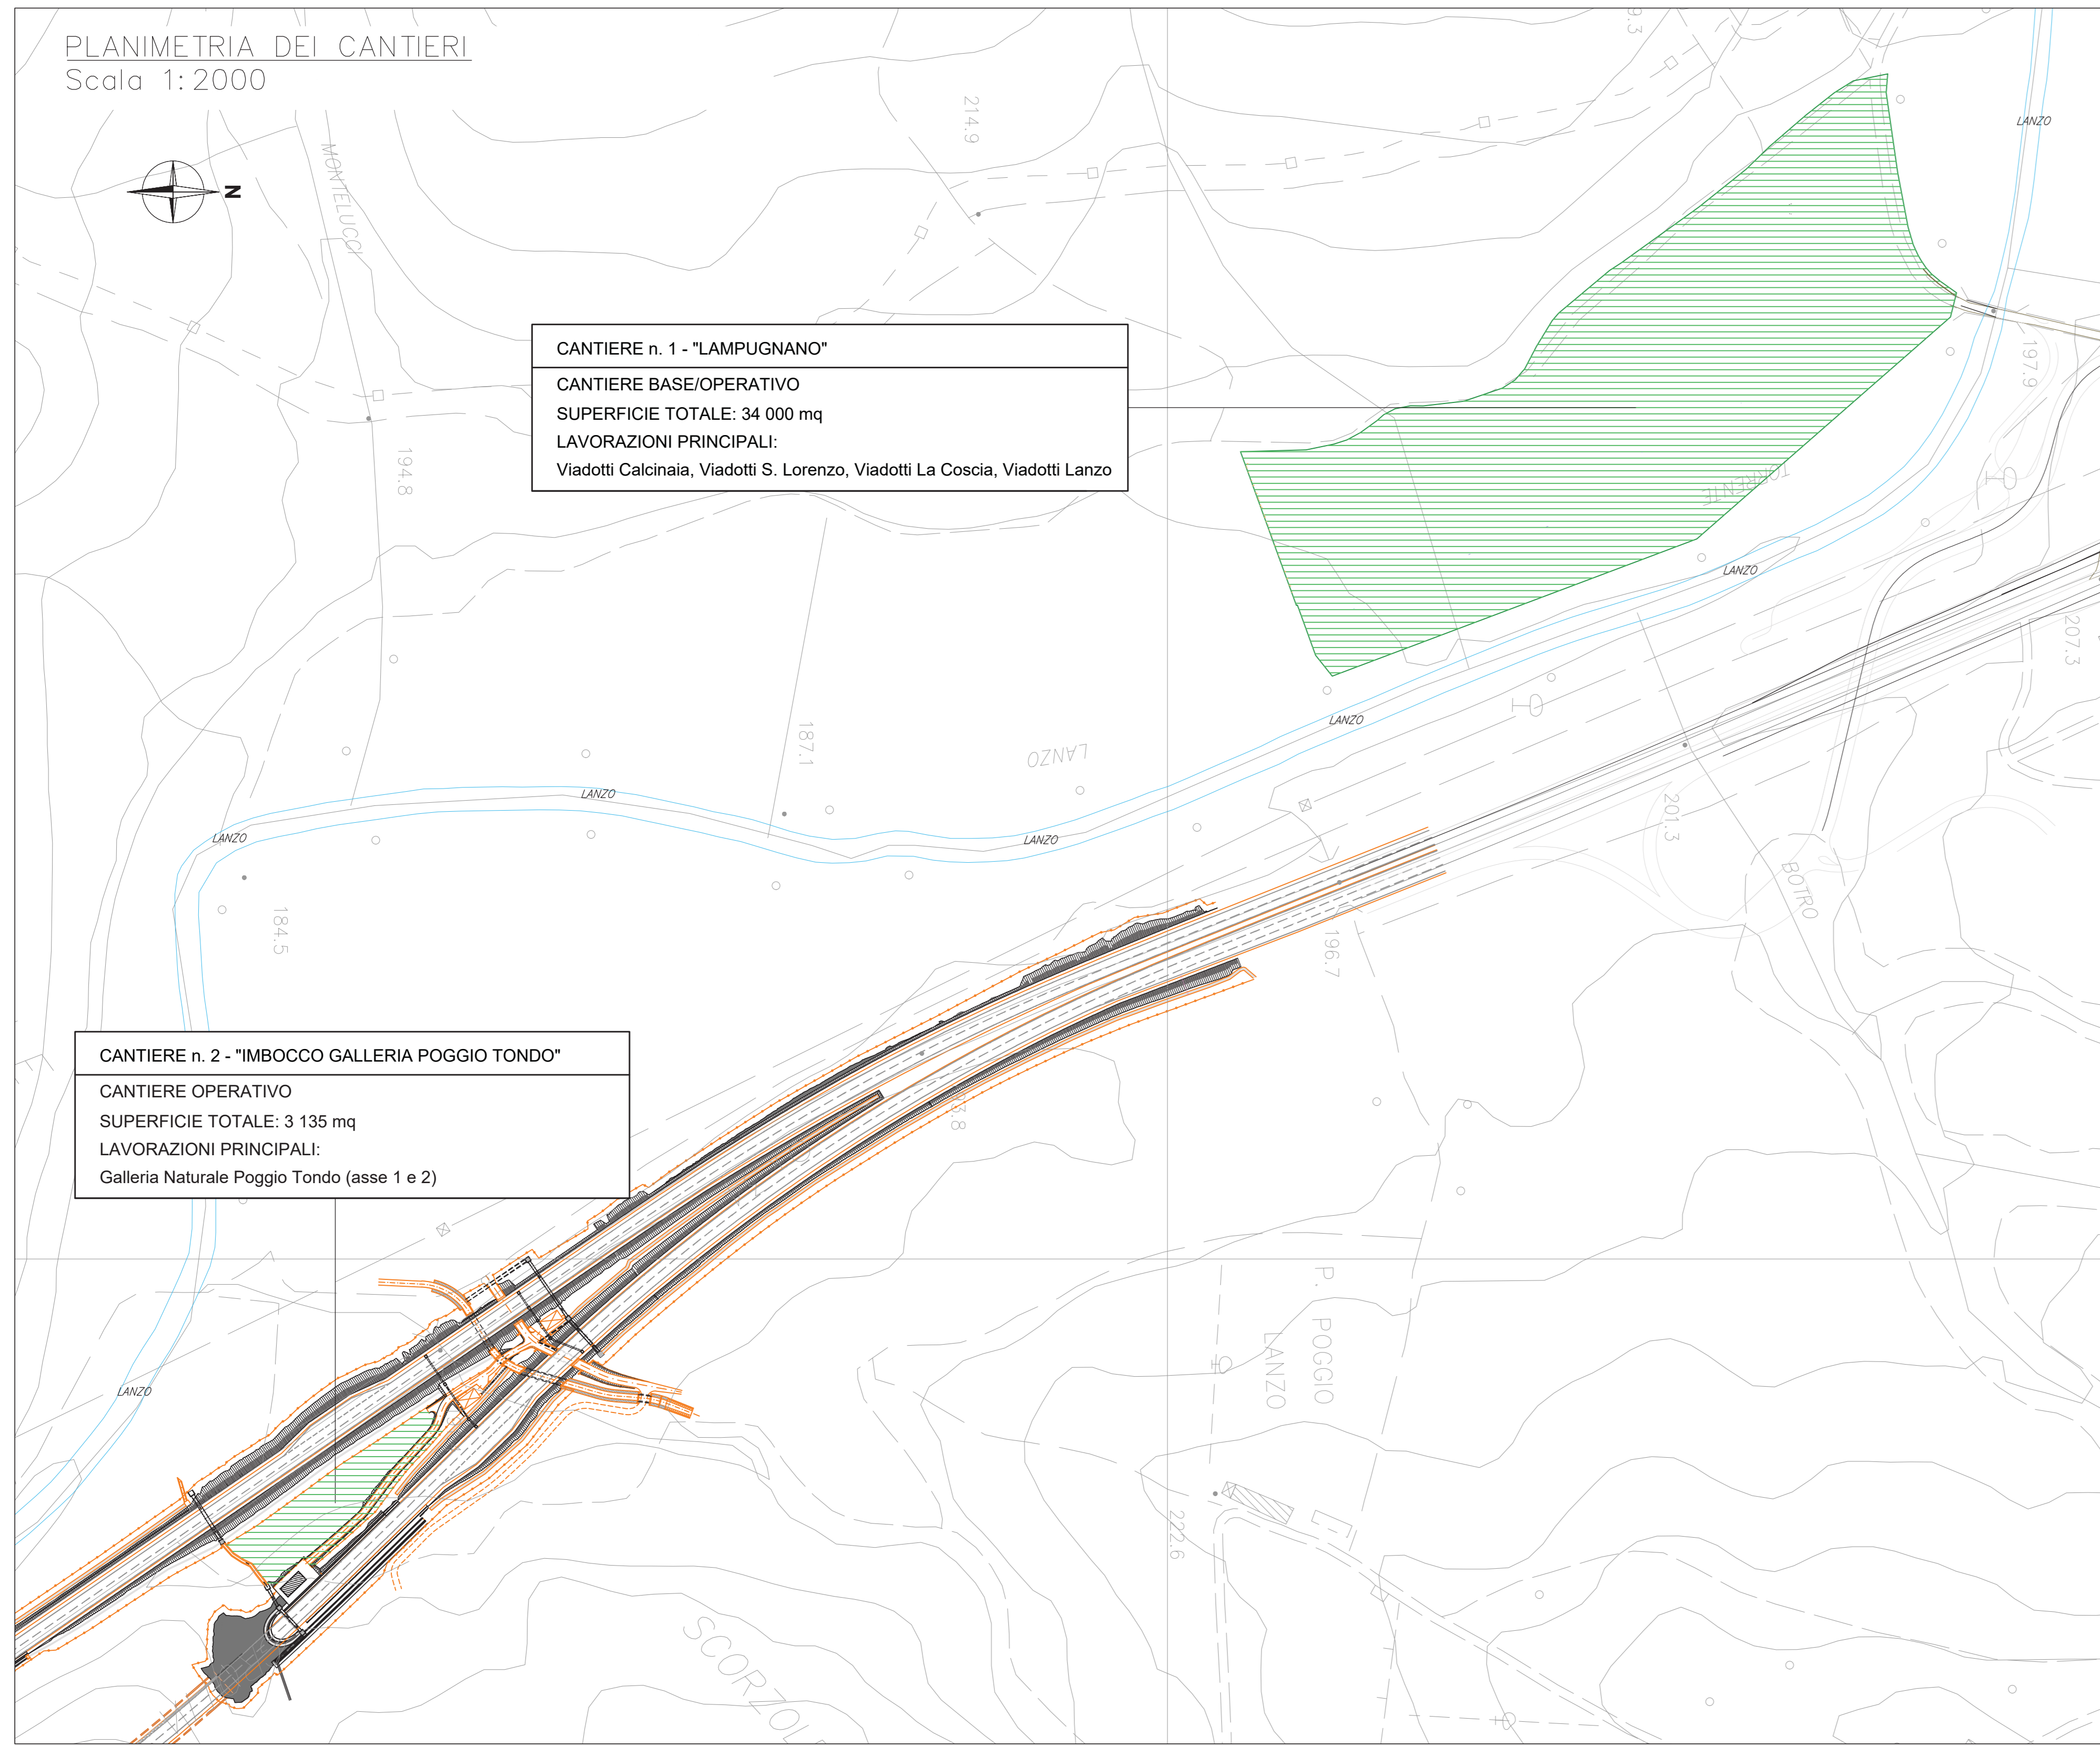 PLANIMETRIA DEI CANTIERI
Scala 1:2000
N
MONTELUCCI
214.9
LANZO
CANTIERE n. 1 - "LAMPUGNANO"
CANTIERE BASE/OPERATIVO
SUPERFICIE TOTALE: 34 000 mq
LAVORAZIONI PRINCIPALI:
Viadotti Calcinaia, Viadotti S. Lorenzo, Viadotti La Coscia, Viadotti Lanzo
197.9
194.8
TORRENTE
LANZO
207.3
LANZO
187.1
LANZO
LANZO
201.3
LANZO
LANZO
BOTRO
184.5
196.7
CANTIERE n. 2 - "IMBOCCO GALLERIA POGGIO TONDO"
CANTIERE OPERATIVO
SUPERFICIE TOTALE: 3 135 mq
LAVORAZIONI PRINCIPALI:
Galleria Naturale Poggio Tondo (asse 1 e 2)
P. POGGIO
LANZO
LANZO
222.6